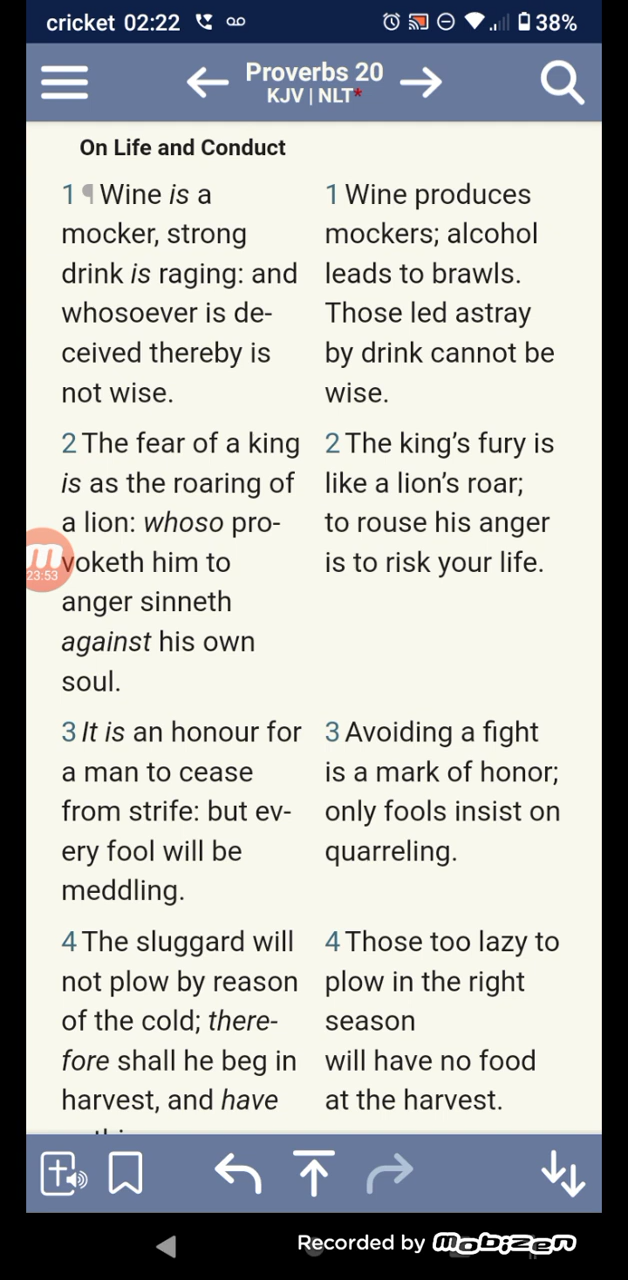 cricket 02:22
38%
Proverbs 20
KJV | NLT*
On Life and Conduct
1 ¶ Wine is a
mocker, strong
drink is raging: and
whosoever is de-
ceived thereby is
not wise.
2 The fear of a king
is as the roaring of
a lion: whoso pro-
voketh him to
anger sinneth
against his own
soul.
3 It is an honour for
a man to cease
from strife: but ev-
ery fool will be
meddling.
4 The sluggard will
not plow by reason
of the cold; there-
fore shall he beg in
harvest, and have
1 Wine produces
mockers; alcohol
leads to brawls.
Those led astray
by drink cannot be
wise.
2 The king’s fury is
like a lion’s roar;
to rouse his anger
is to risk your life.
3 Avoiding a fight
is a mark of honor;
only fools insist on
quarreling.
4 Those too lazy to
plow in the right
season
will have no food
at the harvest.
m
23:53
Recorded by Mobizen